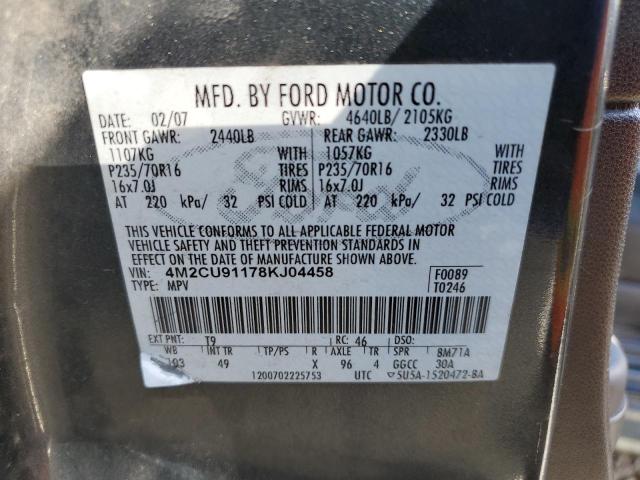 MFD. BY FORD MOTOR CO.
DATE: 02/07 GVWR: 4640LB/ 2105KG
FRONT GAWR: 2440LB REAR GAWR: 2330LB
1107KG WITH 1057KG WITH
P235/70R16 TIRES P235/70R16 TIRES
16x7.0J RIMS 16x7.0J RIMS
AT 220 kPa/ 32 PSI COLD AT 220 kPa/ 32 PSI COLD
THIS VEHICLE CONFORMS TO ALL APPLICABLE FEDERAL MOTOR
VEHICLE SAFETY AND THEFT PREVENTION STANDARDS IN
EFFECT ON THE DATE OF MANUFACTURE SHOWN ABOVE.
VIN: 4M2CU91178KJ04458 F0089
TYPE: MPV T0246
EXT PNT: T9 RC: 46 DSO:
WB INT TR TP/PS R AXLE TR SPR 8M71A
103 49 X 96 4 GGCC 30A
1200702225753 UTC 5U5A-1520472-BA
Ford